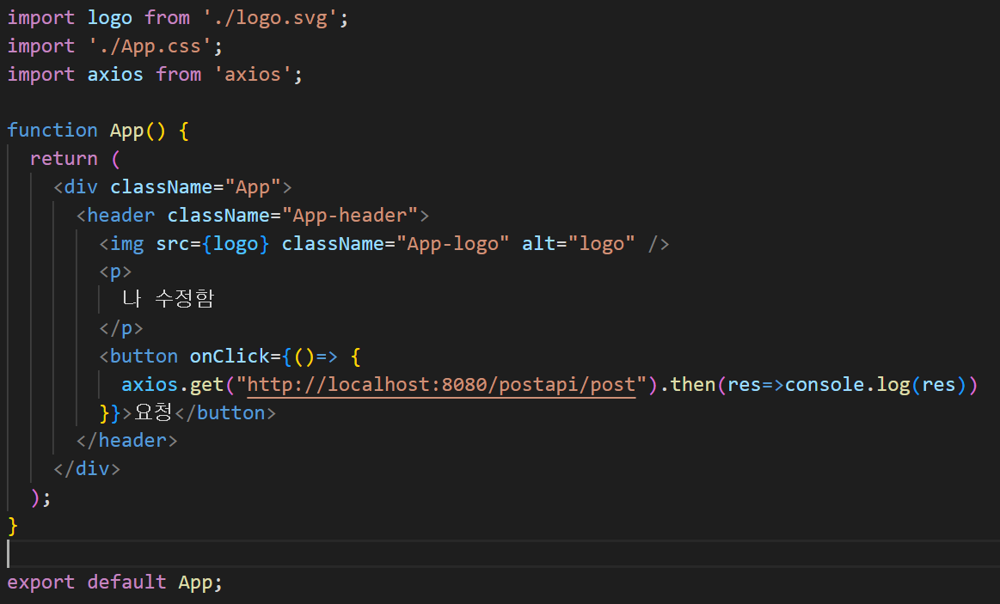 import logo from './logo.svg';
import './App.css';
import axios from 'axios';
function App() {
return (
<div className="App">
<header className="App-header">
<img src={logo} className="App-logo" alt="logo" />
<p>
나 수정함
</p>
<button onClick={()=> {
axios.get("http://localhost:8080/postapi/post").then(res=>console.log(res))
}}>요청</button>
</header>
</div>
);
}
export default App;